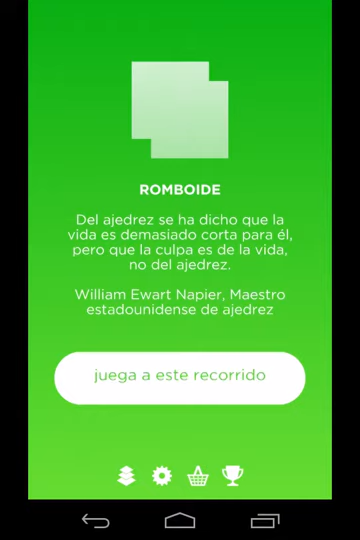 ROMBOIDE
Del ajedrez se ha dicho que la
vida es demasiado corta para él,
pero que la culpa es de la vida,
no del ajedrez.
William Ewart Napier, Maestro
estadounidense de ajedrez
juega a este recorrido